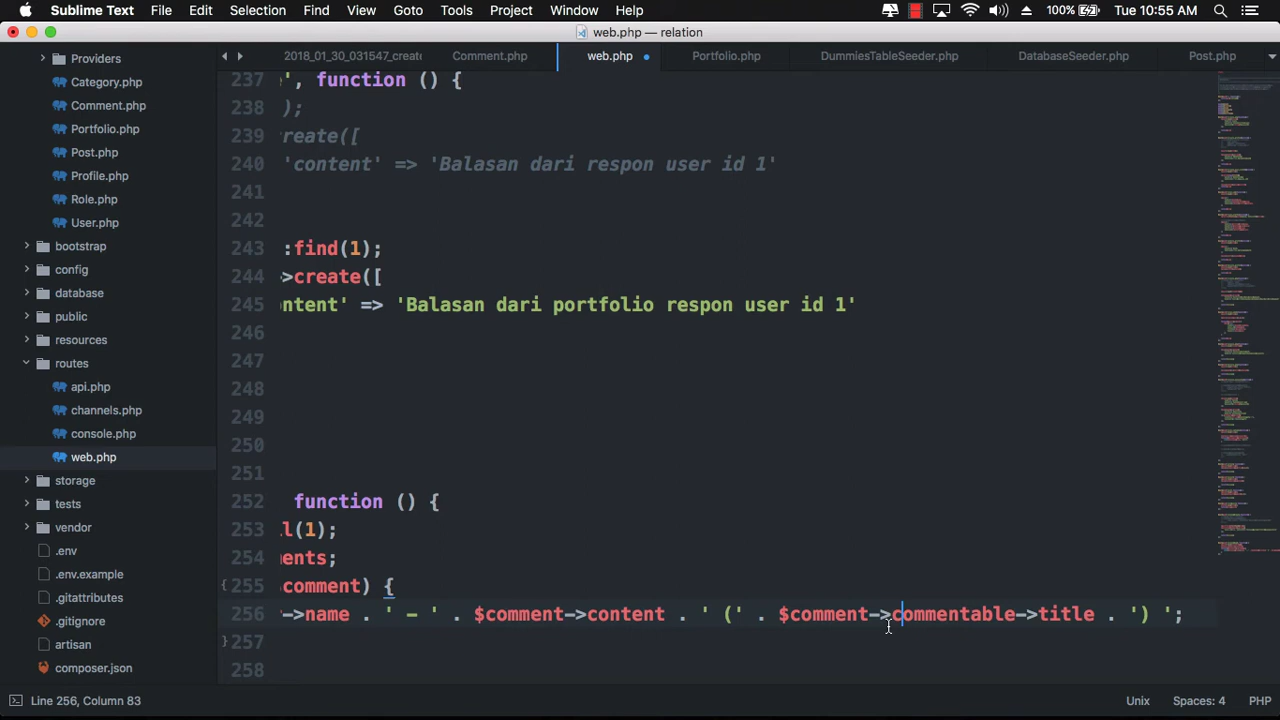 Sublime Text File Edit Selection Find View Goto Tools Project Window Help 100% Tue 10:55 AM
web.php — relation
2018_01_30_031547_create Comment.php web.php Portfolio.php DummiesTableSeeder.php DatabaseSeeder.php Post.php
Providers
Category.php
Comment.php
Portfolio.php
Post.php
Profile.php
Role.php
User.php
bootstrap
config
database
public
resources
routes
api.php
channels.php
console.php
web.php
storage
tests
vendor
.env
.env.example
.gitattributes
.gitignore
artisan
composer.json
237 ', function () {
238 );
239 reate([
240 'content' => 'Balasan dari respon user id 1'
241
242
243 :find(1);
244 >create([
245 ontent' => 'Balasan dari portfolio respon user id 1'
246
247
248
249
250
251
252 function () {
253 l(1);
254 ments;
255 comment) {
256 ->name . ' - ' . $comment->content . ' (' . $comment->commentable->title . ') ';
257
258
Line 256, Column 83 Unix Spaces: 4 PHP